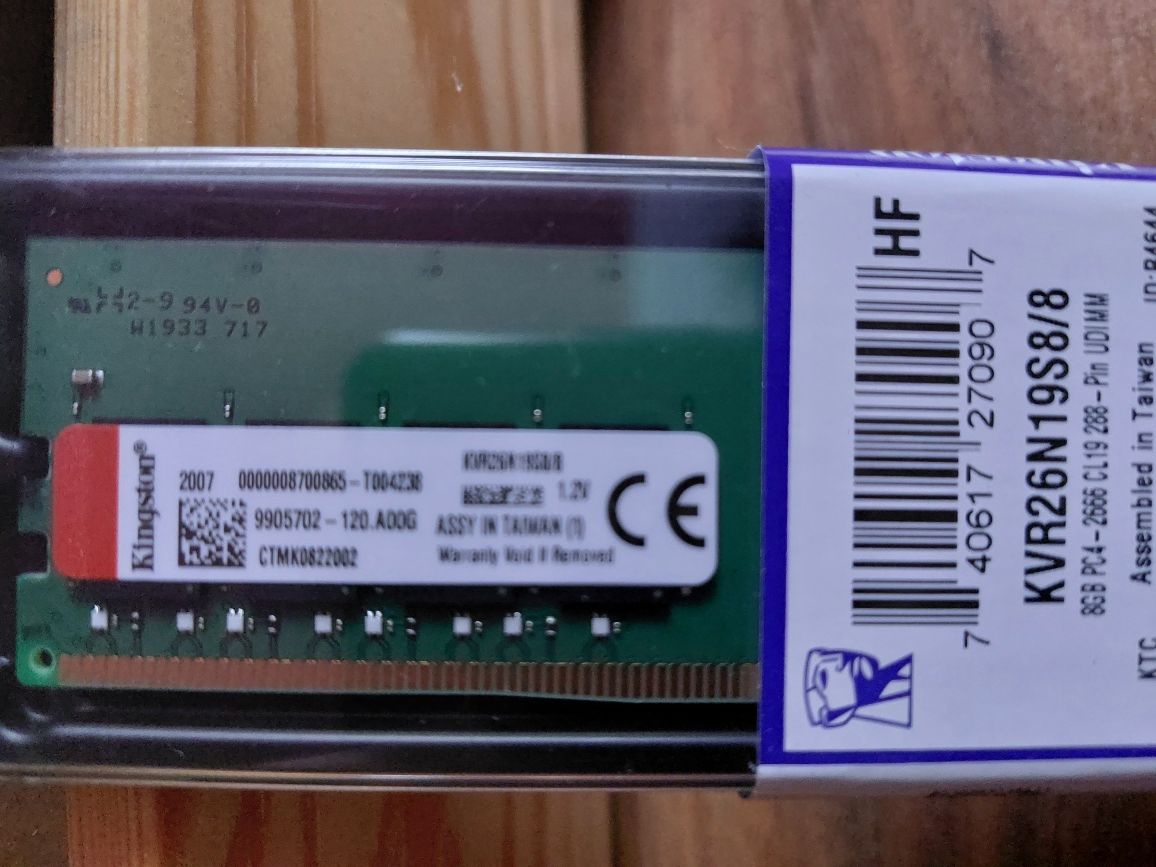 94V-0
W1933 717
Kingston®
2007 0000008700865-T004238
9905702-120.A00G
CTMK0822002
KVR26N19S8/8
1.2V
ASSY IN TAIWAN (1)
Warranty Void If Removed
CE
HF
7 40617 27090 7
KVR26N19S8/8
8GB PC4-2666 CL19 288-Pin UDIMM
Assembled in Taiwan
KTC